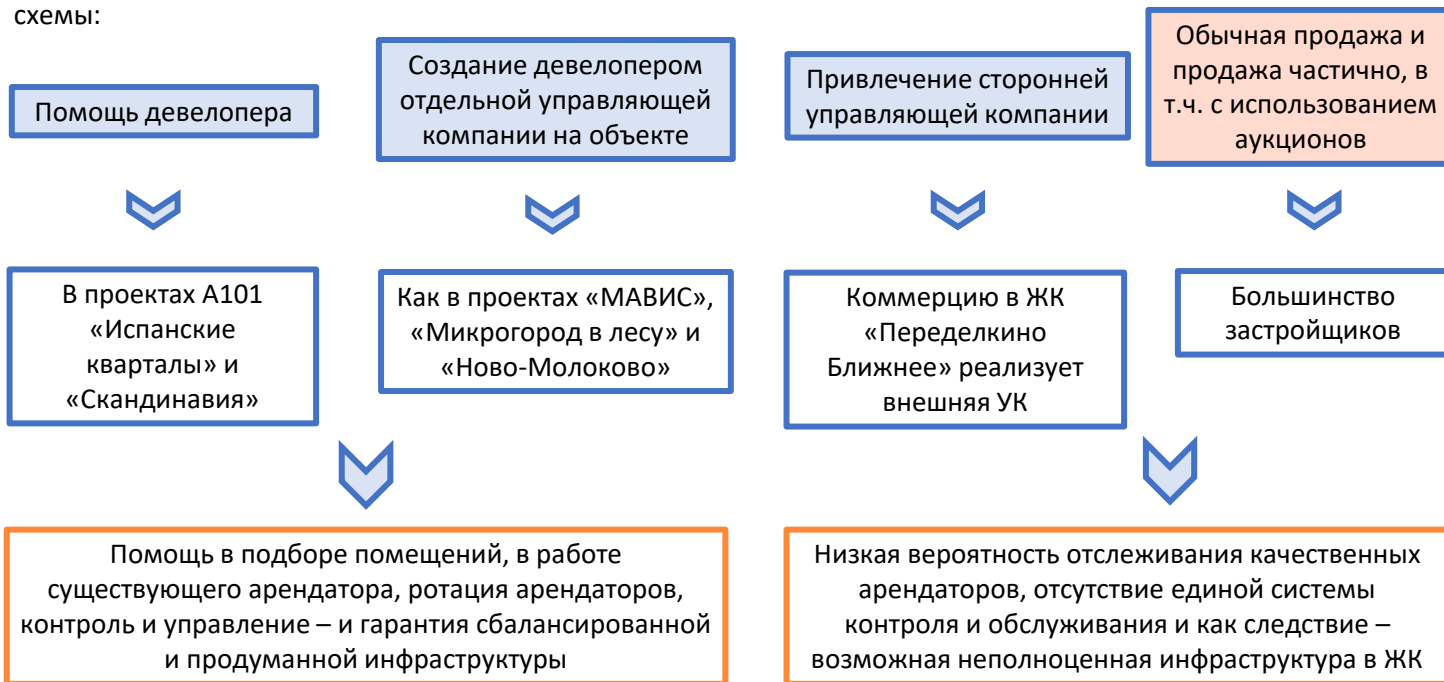 схемы:
Помощь девелопера
Создание девелопером
отдельной управляющей
компании на объекте
Привлечение сторонней
управляющей компании
Обычная продажа и
продажа частично, в
т.ч. с использованием
аукционов
В проектах А101
«Испанские
кварталы» и
«Скандинавия»
Как в проектах «МАВИС»,
«Микрогород в лесу» и
«Ново-Молоково»
Коммерцию в ЖК
«Переделкино
Ближнее» реализует
внешняя УК
Большинство
застройщиков
Помощь в подборе помещений, в работе
существующего арендатора, ротация арендаторов,
контроль и управление – и гарантия сбалансированной
и продуманной инфраструктуры
Низкая вероятность отслеживания качественных
арендаторов, отсутствие единой системы
контроля и обслуживания и как следствие –
возможная неполноценная инфраструктура в ЖК